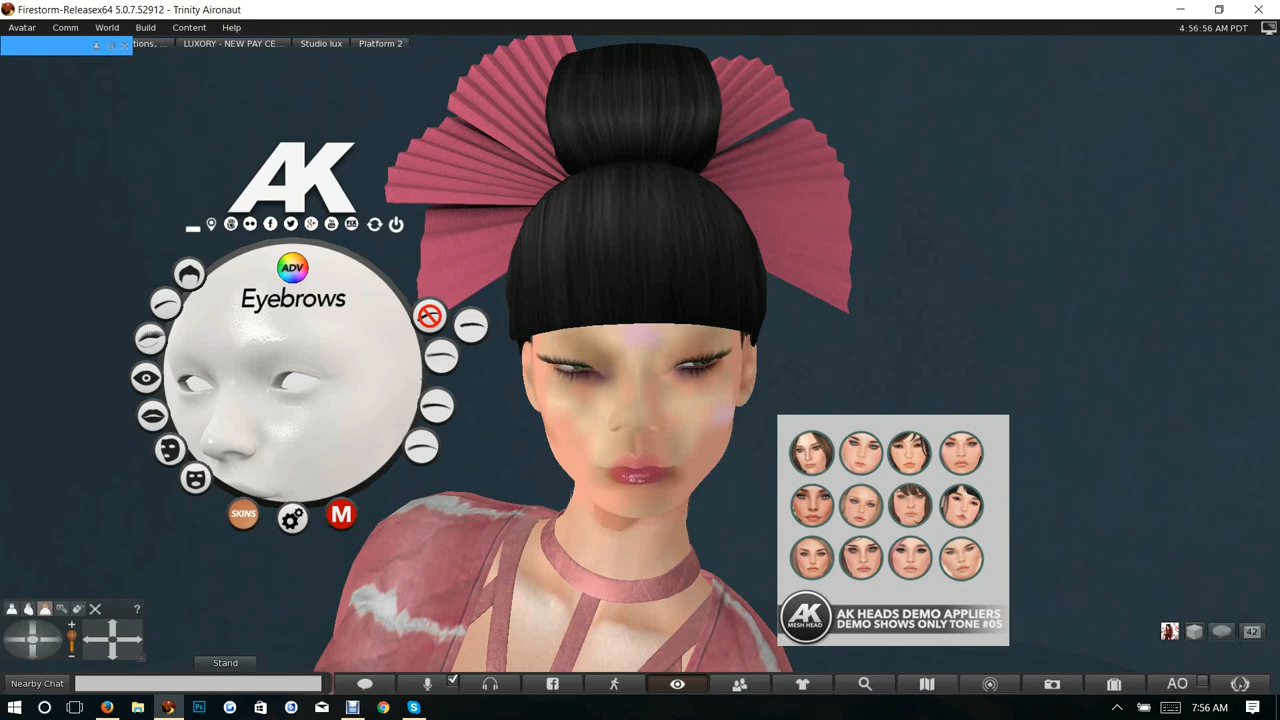 Firestorm-Releasex64 5.0.7.52912 - Trinity Aironaut
Avatar Comm World Build Content Help
4:56:56 AM PDT
tions, ... LUXORY - NEW PAY CE... Studio lux Platform 2
AK
ADV
Eyebrows
SKINS
M
AK
MESH HEAD
AK HEADS DEMO APPLIERS
DEMO SHOWS ONLY TONE #05
?
42
Stand
Nearby Chat
AO
7:56 AM